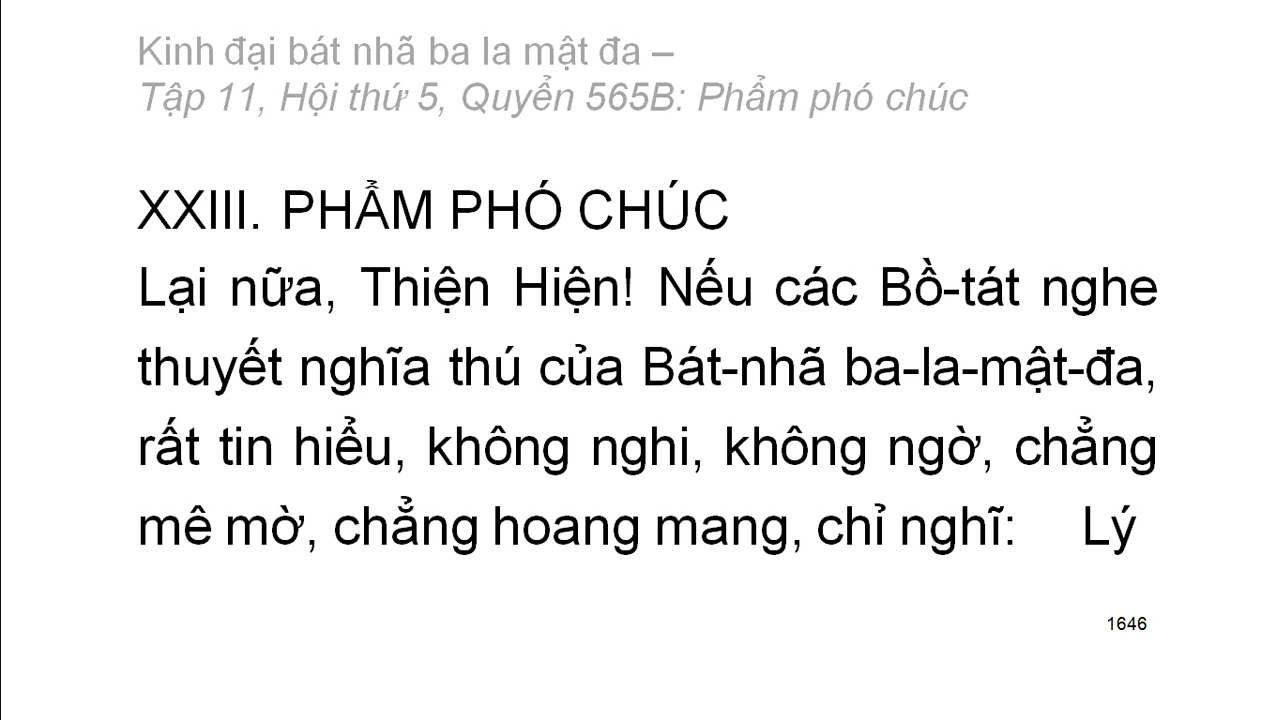 Kinh đại bát nhã ba la mật đa –
Tập 11, Hội thứ 5, Quyển 565B: Phẩm phó chúc
XXIII. PHẨM PHÓ CHÚC
Lại nữa, Thiện Hiện! Nếu các Bồ-tát nghe
thuyết nghĩa thú của Bát-nhã ba-la-mật-đa,
rất tin hiểu, không nghi, không ngờ, chẳng
mê mờ, chẳng hoang mang, chỉ nghĩ: Lý
1646